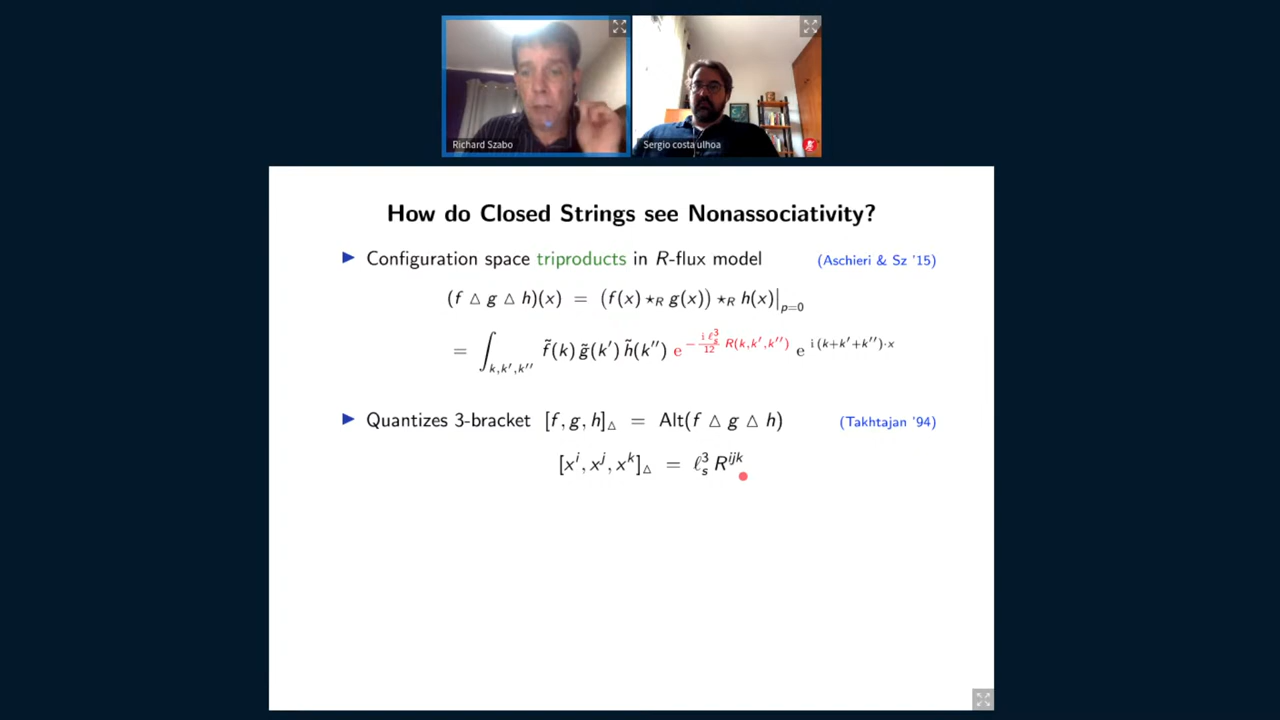 Richard Szabo
Sergio costa ulhoa
How do Closed Strings see Nonassociativity?
▶ Configuration space triproducts in R-flux model (Aschieri & Sz '15)
(f △ g △ h)(x) = (f(x) ⋆_R g(x)) ⋆_R h(x)|_{p=0}
= ∫_{k,k′,k″} f̃(k) g̃(k′) h̃(k″) e^{− (i ℓ_s^3 / 12) R(k,k′,k″)} e^{i (k+k′+k″)·x}
▶ Quantizes 3-bracket [f, g, h]_△ = Alt(f △ g △ h) (Takhtajan '94)
[x^i, x^j, x^k]_△ = ℓ_s^3 R^{ijk}